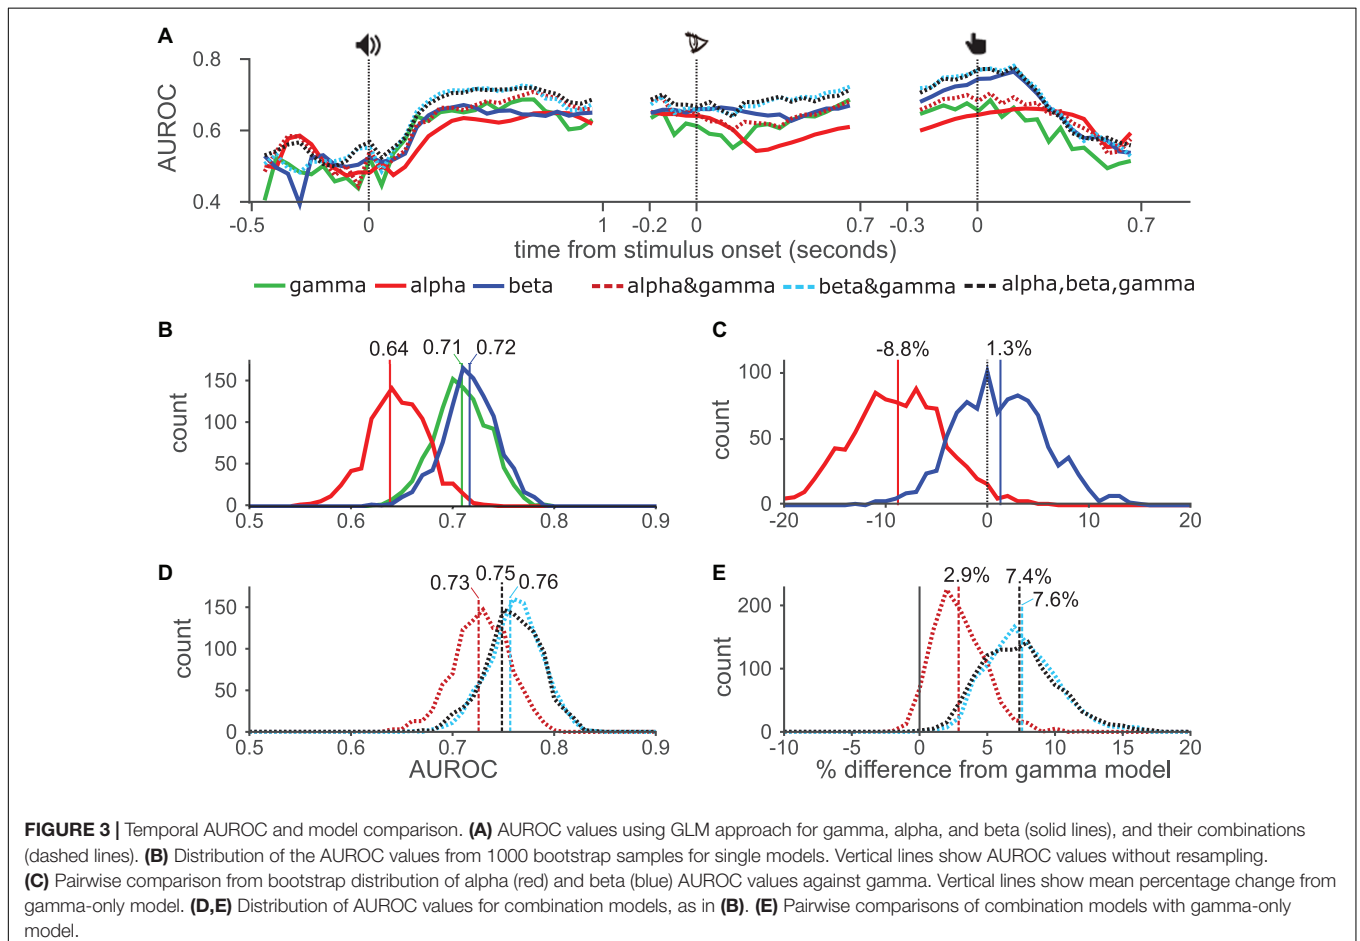 A
0.8
0.6
0.4
AUROC
-0.5 0 1 -0.2 0 0.7 -0.3 0 0.7
time from stimulus onset (seconds)
gamma alpha beta alpha&gamma beta&gamma alpha,beta,gamma
B
0.64 0.71 0.72
150
100
50
0
count
0.5 0.6 0.7 0.8 0.9
C
-8.8% 1.3%
100
50
0
count
-20 -10 0 10 20
D
0.73 0.75 0.76
150
100
50
0
count
0.5 0.6 0.7 0.8 0.9
AUROC
E
2.9% 7.4%
7.6%
200
100
0
count
-10 -5 0 5 10 15 20
% difference from gamma model
FIGURE 3 | Temporal AUROC and model comparison. (A) AUROC values using GLM approach for gamma, alpha, and beta (solid lines), and their combinations
(dashed lines). (B) Distribution of the AUROC values from 1000 bootstrap samples for single models. Vertical lines show AUROC values without resampling.
(C) Pairwise comparison from bootstrap distribution of alpha (red) and beta (blue) AUROC values against gamma. Vertical lines show mean percentage change from
gamma-only model. (D,E) Distribution of AUROC values for combination models, as in (B). (E) Pairwise comparisons of combination models with gamma-only
model.